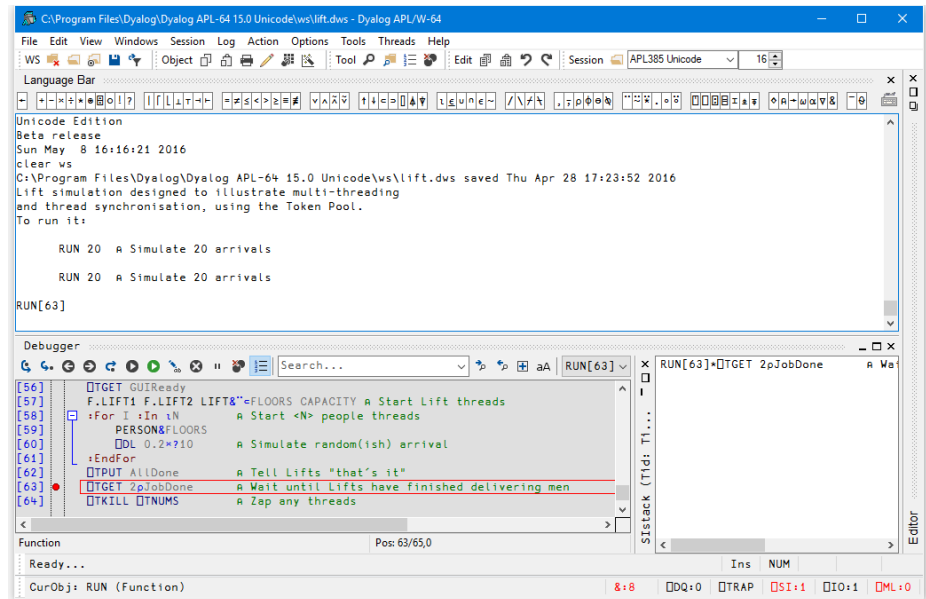 C:\Program Files\Dyalog\Dyalog APL-64 15.0 Unicode\ws\lift.dws - Dyalog APL/W-64
File Edit View Windows Session Log Action Options Tools Threads Help
WS Object Tool Edit Session APL385 Unicode 16
Language Bar
← + - × ÷ * ⍟ ⌹ ○ ! ? | ⌈ ⌊ ⊥ ⊤ ⊣ ⊢ = ≠ ≤ < > ≥ ≡ ≢ ∨ ∧ ⍲ ⍱ ↑ ↓ ⊂ ⊃ ⌷ ⍋ ⍒ ⍳ ⍷ ∪ ∩ ∊ ~ / \ ⌿ ⍀ , ⍪ ⍴ ⌽ ⊖ ⍉ ¨ ⍨ ⍣ . ∘ ⍤ ⍞ ⎕ ⍠ ⌸ ⌶ ⍎ ⍕ ⋄ ⍝ → ⍵ ⍺ ∇ & ¯ ⍬
Unicode Edition
Beta release
Sun May 8 16:16:21 2016
clear ws
C:\Program Files\Dyalog\Dyalog APL-64 15.0 Unicode\ws\lift.dws saved Thu Apr 28 17:23:52 2016
Lift simulation designed to illustrate multi-threading
and thread synchronisation, using the Token Pool.
To run it:
RUN 20 ⍝ Simulate 20 arrivals
RUN 20 ⍝ Simulate 20 arrivals
RUN[63]
Debugger
Search... aA RUN[63]
[56] ⎕TGET GUIReady
[57] F.LIFT1 F.LIFT2 LIFT&¨⊂FLOORS CAPACITY ⍝ Start Lift threads
[58] :For I :In ⍳N ⍝ Start <N> people threads
[59] PERSON&FLOORS
[60] ⎕DL 0.2×?10 ⍝ Simulate random(ish) arrival
[61] :EndFor
[62] ⎕TPUT AllDone ⍝ Tell Lifts "that's it"
[63] ⎕TGET 2⍴JobDone ⍝ Wait until Lifts have finished delivering men
[64] ⎕TKILL ⎕TNUMS ⍝ Zap any threads
RUN[63]*⎕TGET 2⍴JobDone ⍝ Wai
SIstack (Tid: Ti...
Editor
Function Pos: 63/65,0
Ready... Ins NUM
CurObj: RUN (Function) &:8 ⎕DQ:0 ⎕TRAP ⎕SI:1 ⎕IO:1 ⎕ML:0